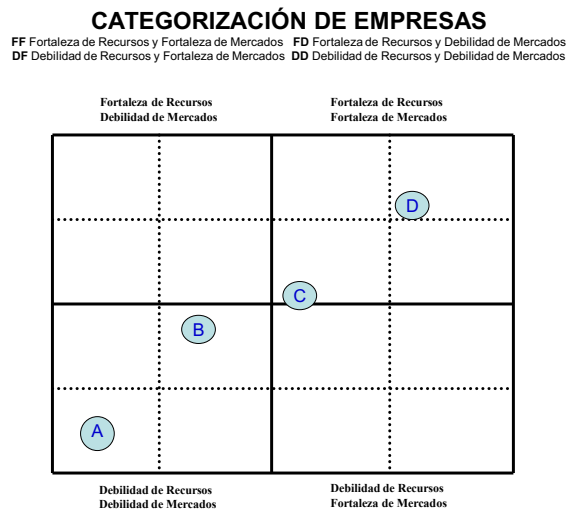 CATEGORIZACIÓN DE EMPRESAS
FF Fortaleza de Recursos y Fortaleza de Mercados FD Fortaleza de Recursos y Debilidad de Mercados
DF Debilidad de Recursos y Fortaleza de Mercados DD Debilidad de Recursos y Debilidad de Mercados
Fortaleza de Recursos
Debilidad de Mercados
Fortaleza de Recursos
Fortaleza de Mercados
D
C
B
A
Debilidad de Recursos
Debilidad de Mercados
Debilidad de Recursos
Fortaleza de Mercados